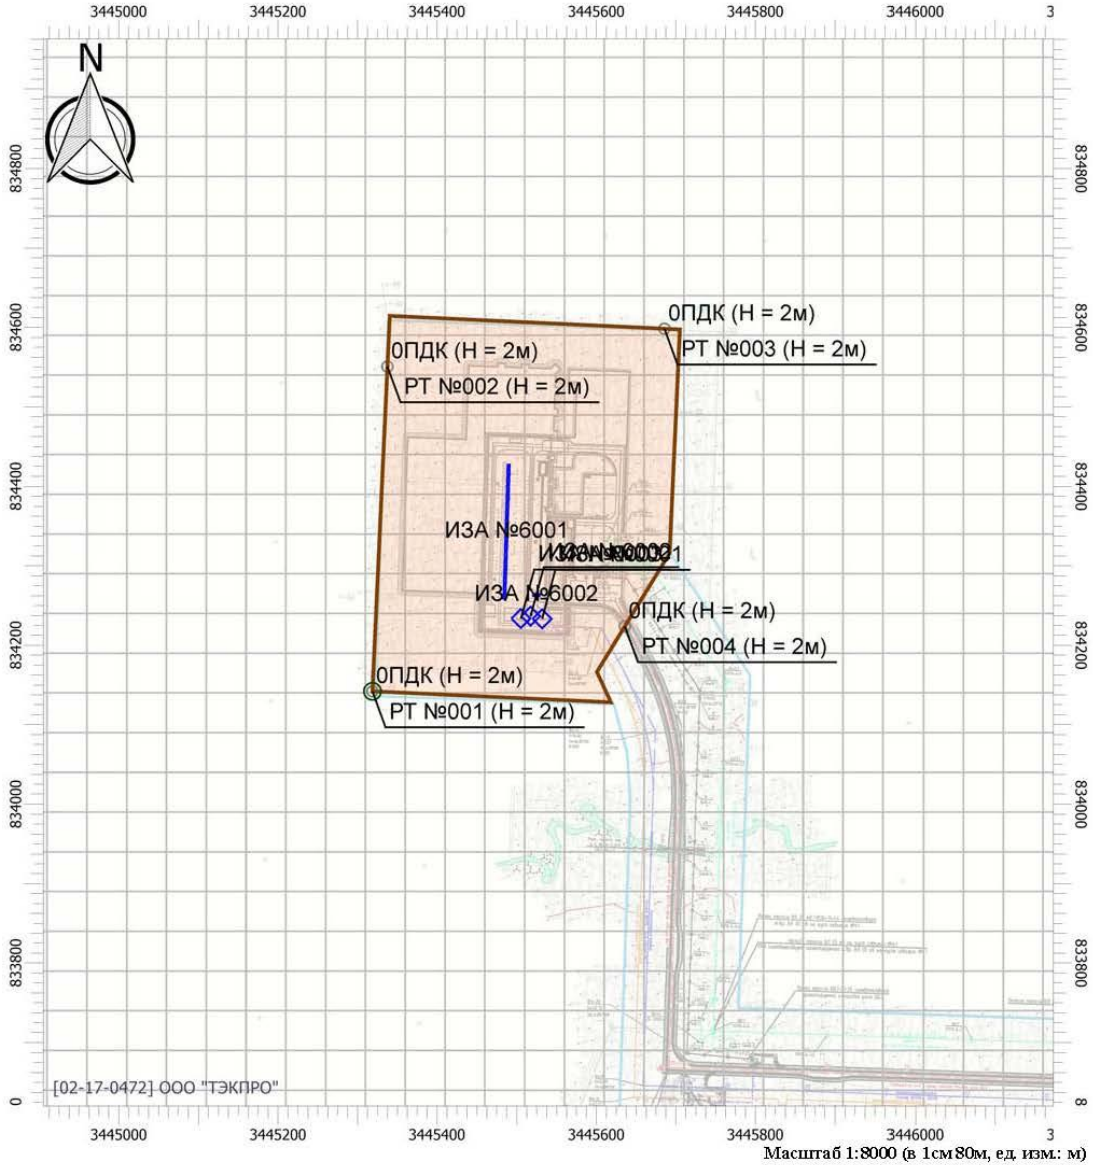 3445000 3445200 3445400 3445600 3445800 3446000 3
N
834800
834800
0ПДК (H = 2м)
834600
834600
РТ №003 (H = 2м)
0ПДК (H = 2м)
РТ №002 (H = 2м)
834400
834400
ИЗА №6001
ИЗА №6002
0ПДК (H = 2м)
834200
834200
РТ №004 (H = 2м)
0ПДК (H = 2м)
РТ №001 (H = 2м)
834000
834000
833800
833800
[02-17-0472] ООО "ТЭКПРО"
0
8
3445000 3445200 3445400 3445600 3445800 3446000 3
Масштаб 1:8000 (в 1см 80м, ед. изм.: м)